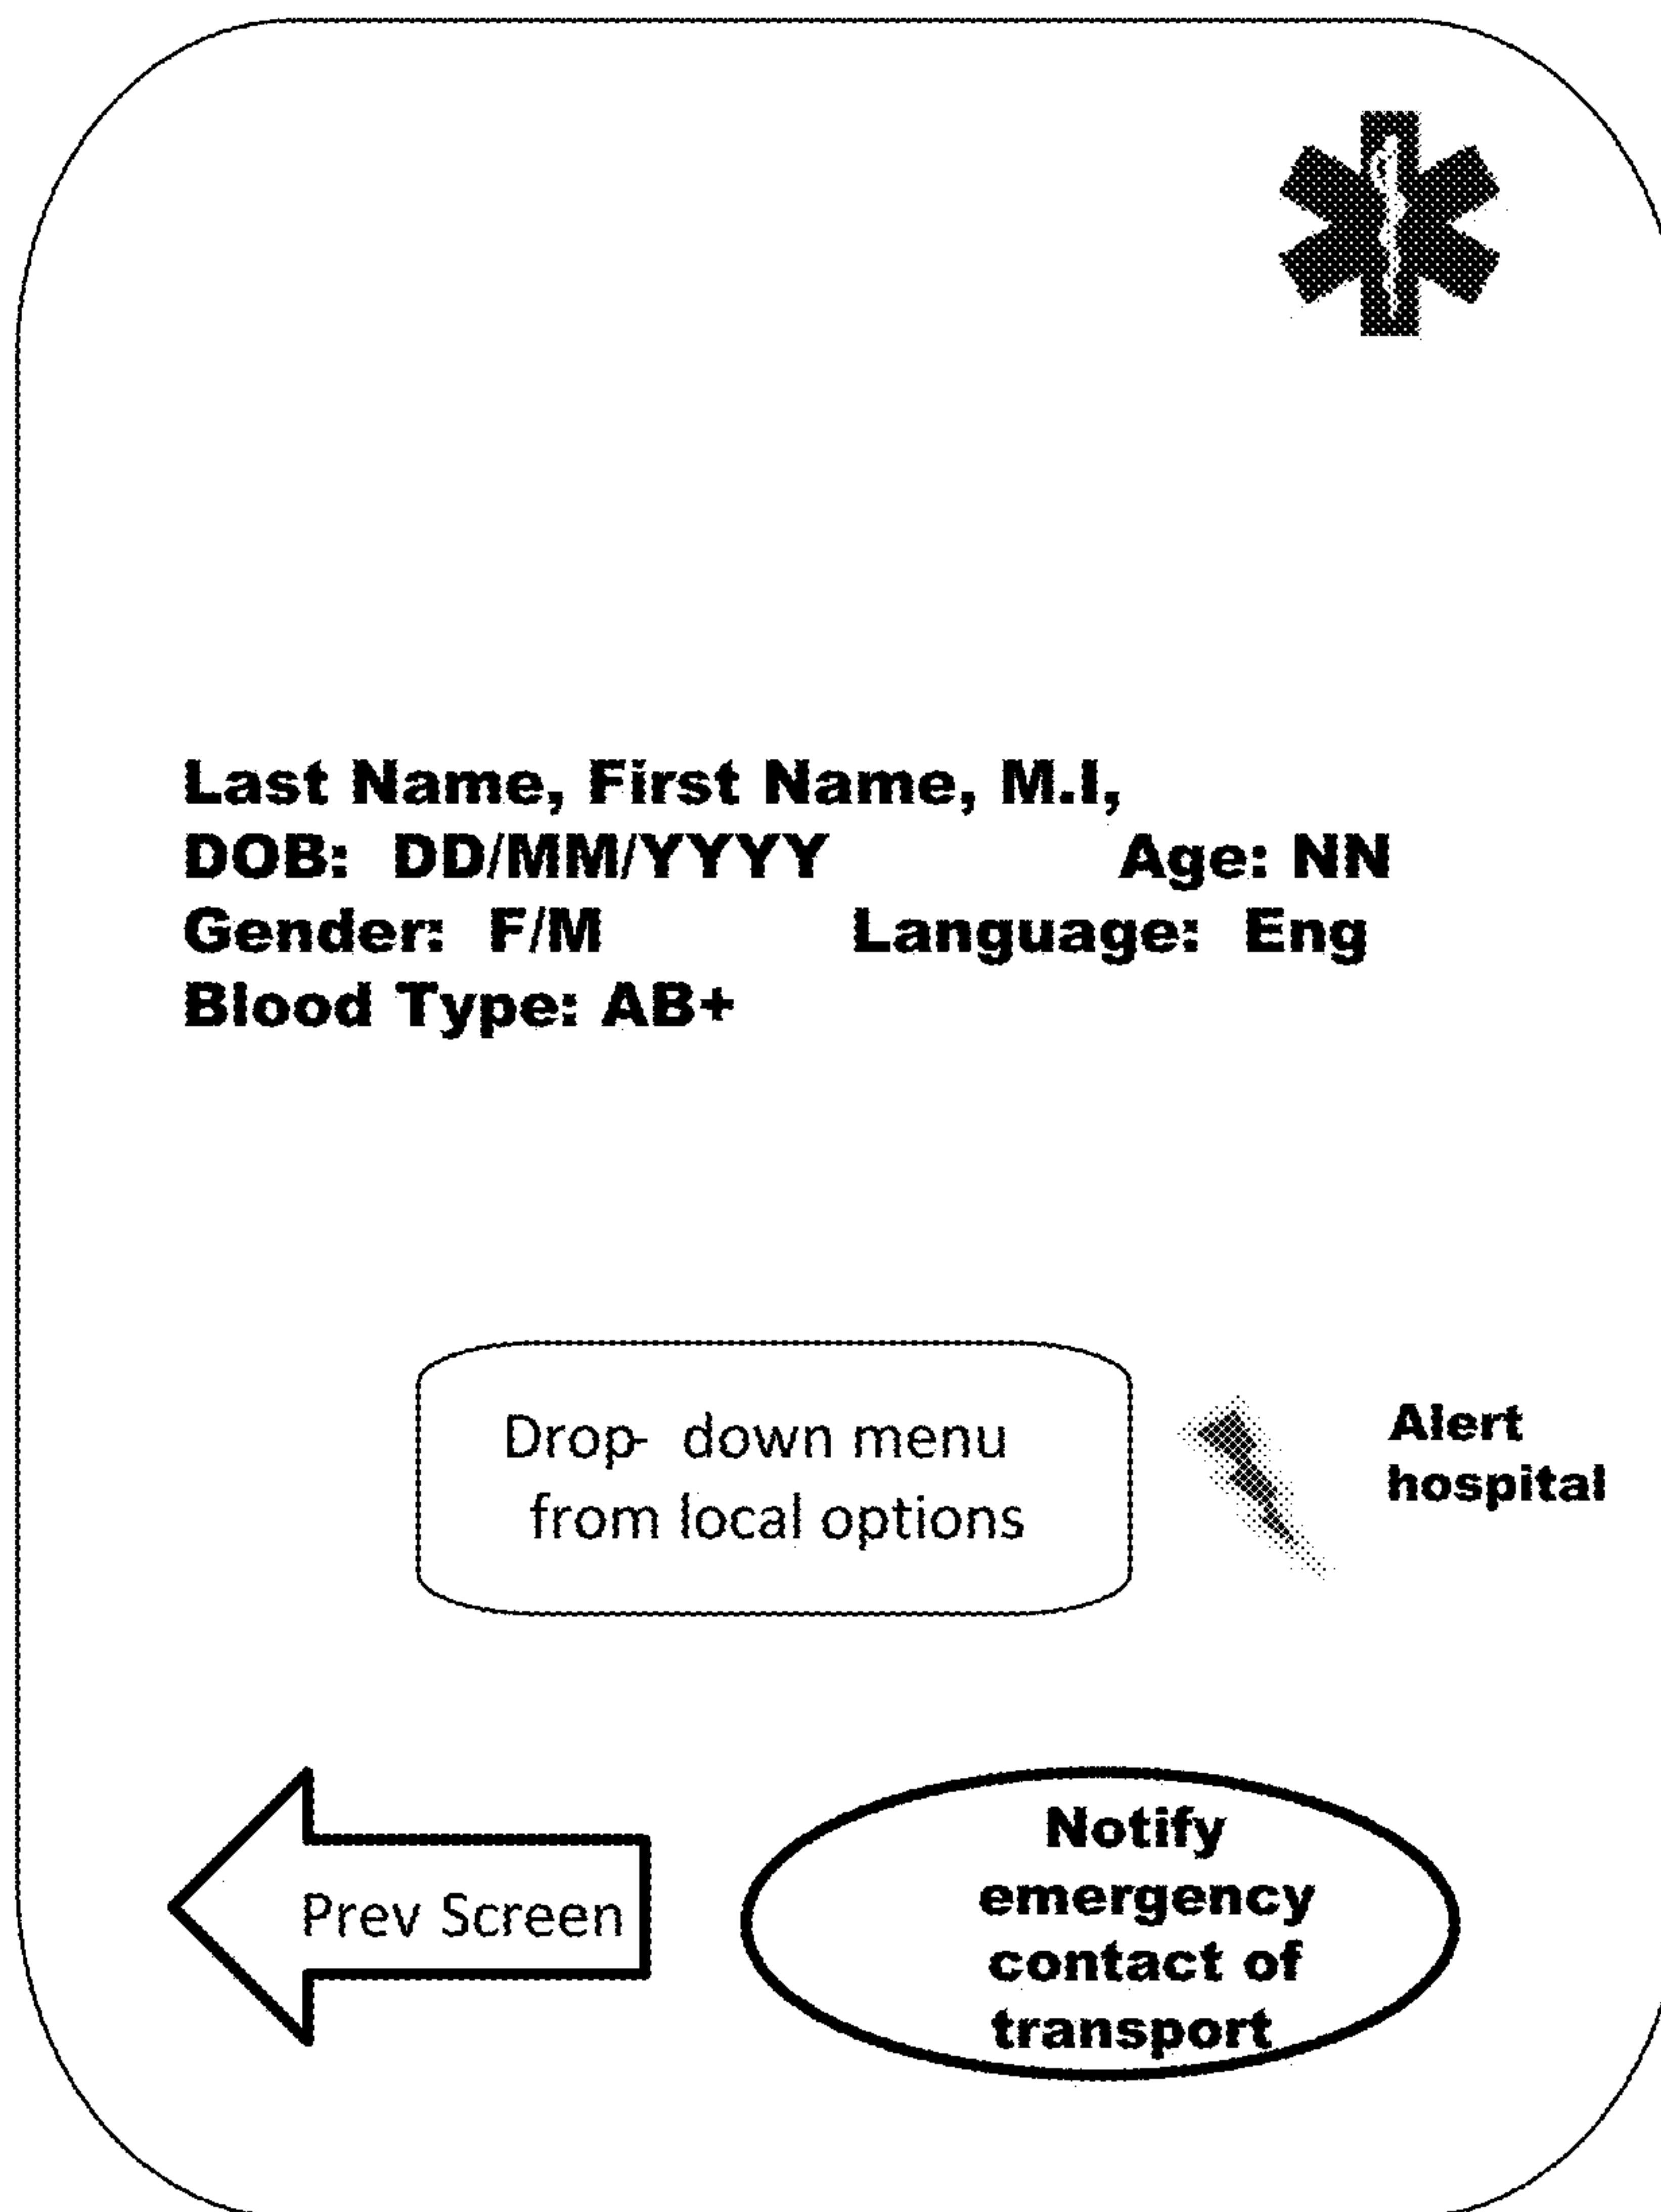 Last Name, First Name, M.I,
DOB: DD/MM/YYYY Age: NN
Gender: F/M Language: Eng
Blood Type: AB+
Drop- down menu
from local options
Alert
hospital
Prev Screen
Notify
emergency
contact of
transport